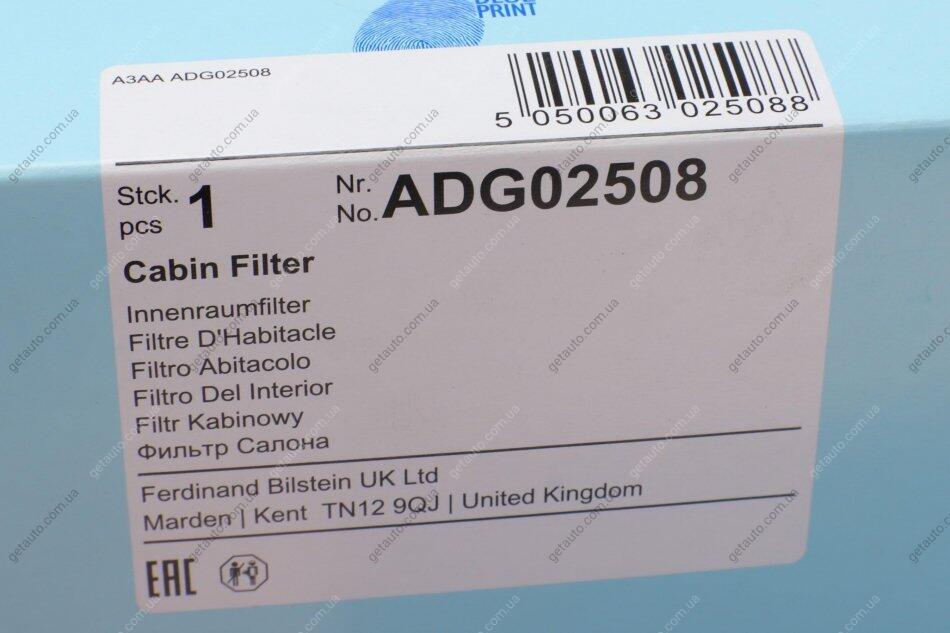 BLUE
PRINT
A3AA ADG02508
5 050063 025088
Stck.
pcs
1
Nr.
No.
ADG02508
Cabin Filter
Innenraumfilter
Filtre D'Habitacle
Filtro Abitacolo
Filtro Del Interior
Filtr Kabinowy
Фильтр Салона
Ferdinand Bilstein UK Ltd
Marden | Kent TN12 9QJ | United Kingdom
EAC
getauto.com.ua